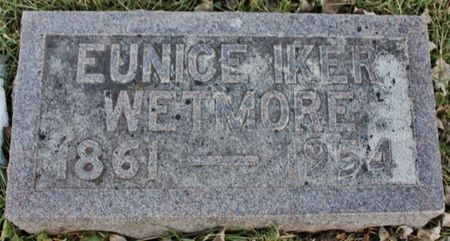 EUNICE IKER
WETMORE
1861 — 1954